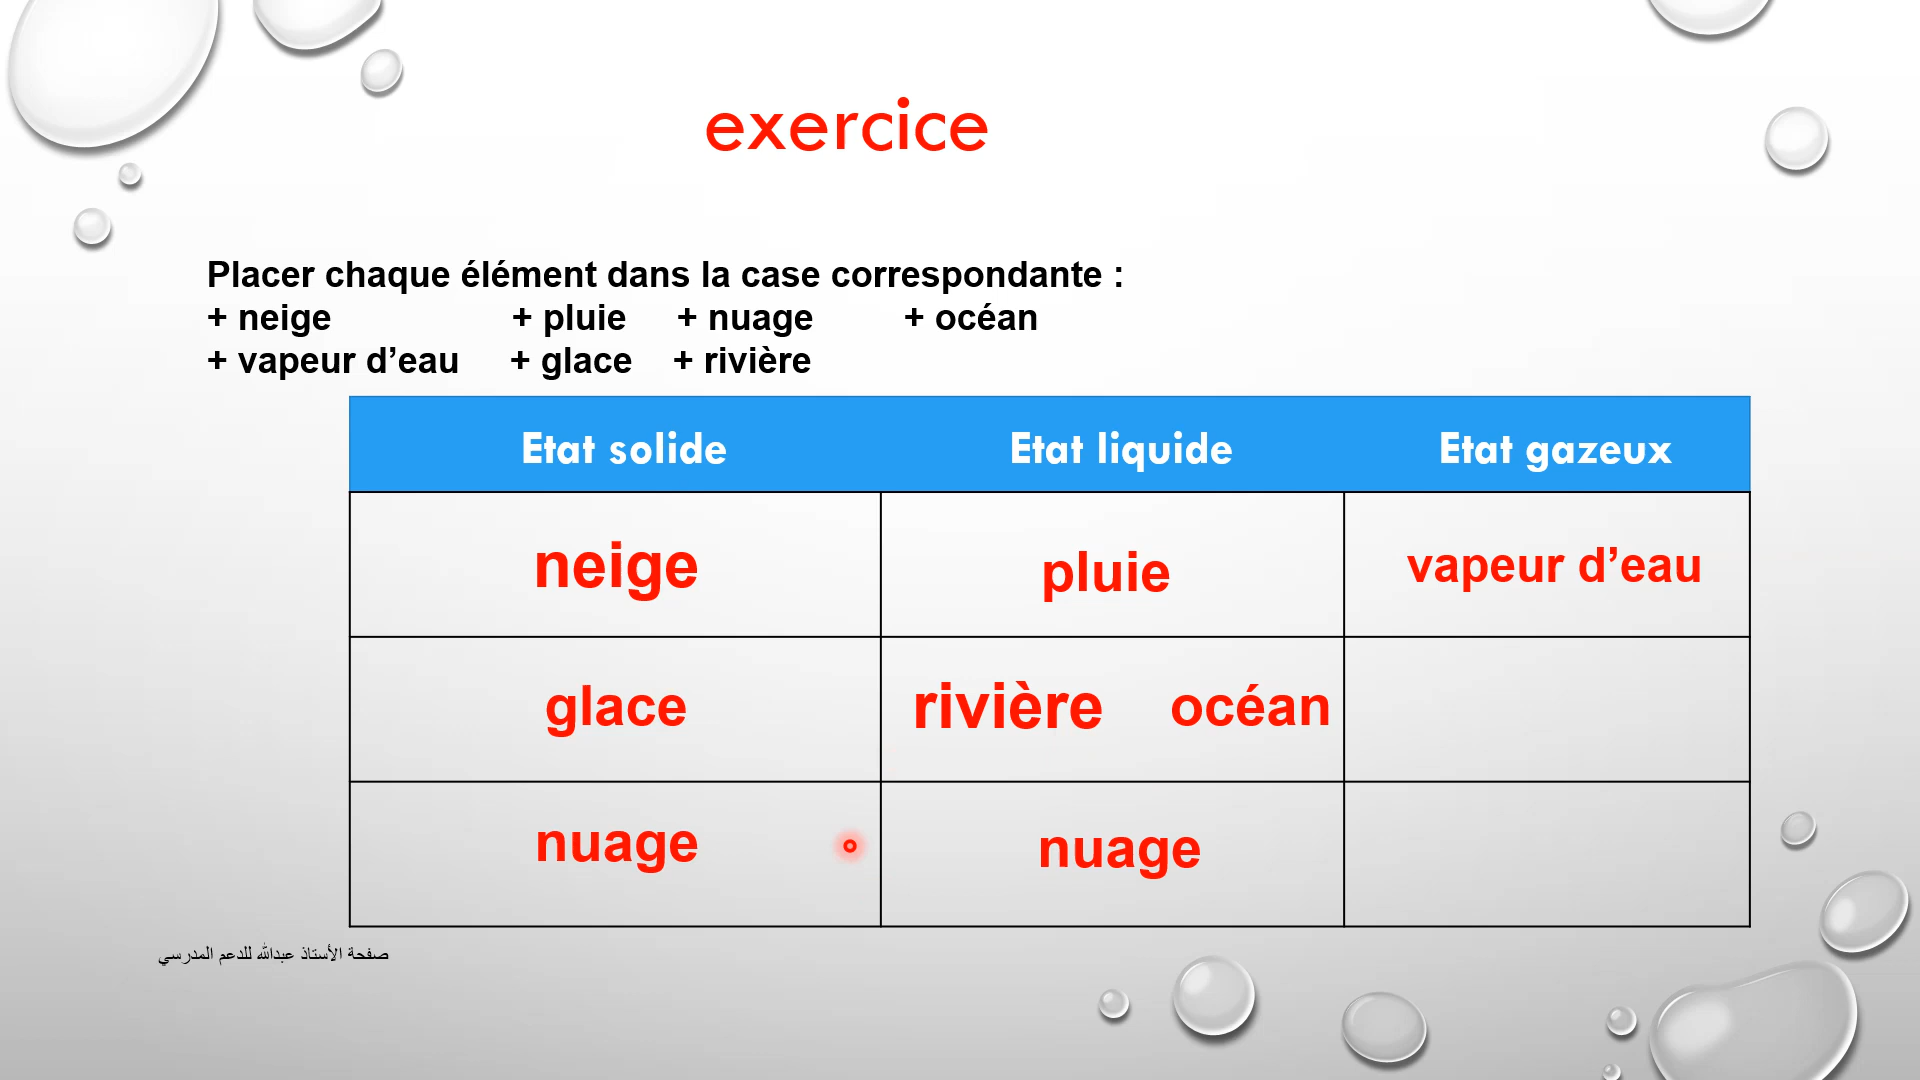 exercice
Placer chaque élément dans la case correspondante :
+ neige + pluie + nuage + océan
+ vapeur d’eau + glace + rivière
Etat solide Etat liquide Etat gazeux
neige pluie vapeur d’eau
glace rivière océan
nuage nuage
صفحة الأستاذ عبدالله للدعم المدرسي